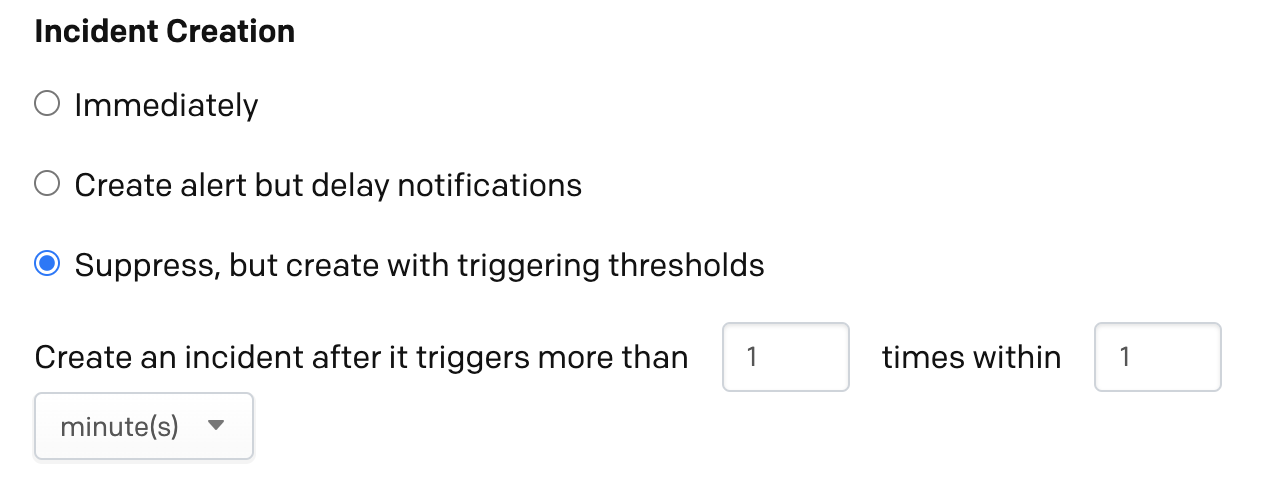 Incident Creation
Immediately
Create alert but delay notifications
Suppress, but create with triggering thresholds
Create an incident after it triggers more than 1 times within 1
minute(s)